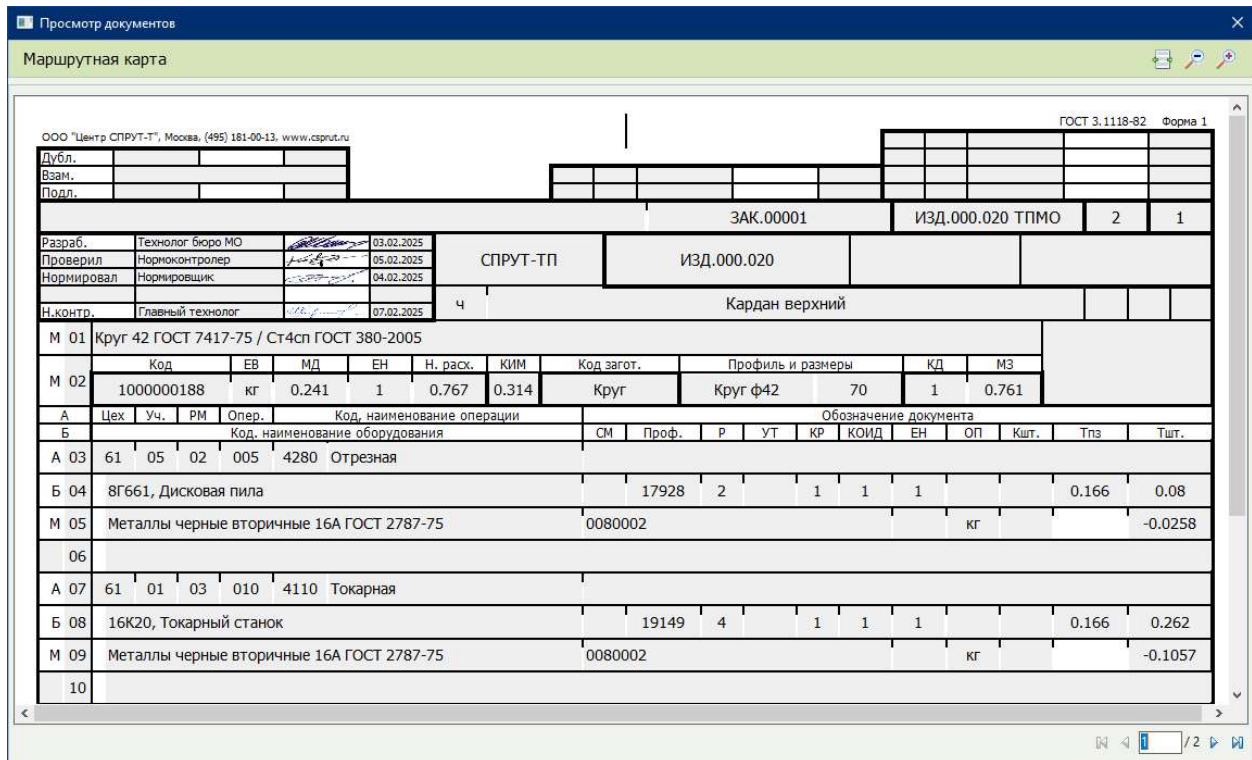 Просмотр документов
Маршрутная карта
ГОСТ 3.1118-82 Форма 1
ООО "Центр СПРУТ-Т", Москва, (495) 181-00-13, www.csprut.ru
Дубл.
Взам.
Подл.
ЗАК.00001 ИЗД.000.020 ТПМО 2 1
Разраб. Технолог бюро МО 03.02.2025
Проверил Нормоконтролер 05.02.2025
Нормировал Нормировщик 04.02.2025
СПРУТ-ТП ИЗД.000.020
Н.контр. Главный технолог 07.02.2025
Ч Кардан верхний
М 01 Круг 42 ГОСТ 7417-75 / Ст4сп ГОСТ 380-2005
Код ЕВ МД ЕН Н. расх. КИМ Код загот. Профиль и размеры КД МЗ
М 02 1000000188 кг 0.241 1 0.767 0.314 Круг Круг ф42 70 1 0.761
А Цех Уч. РМ Опер. Код, наименование операции Обозначение документа
Б Код. наименование оборудования СМ Проф. Р УТ КР КОИД ЕН ОП Кшт. Тпз Тшт.
А 03 61 05 02 005 4280 Отрезная
Б 04 8Г661, Дисковая пила 17928 2 1 1 1 0.166 0.08
М 05 Металлы черные вторичные 16А ГОСТ 2787-75 0080002 кг -0.0258
06
А 07 61 01 03 010 4110 Токарная
Б 08 16К20, Токарный станок 19149 4 1 1 1 0.166 0.262
М 09 Металлы черные вторичные 16А ГОСТ 2787-75 0080002 кг -0.1057
10
1 / 2